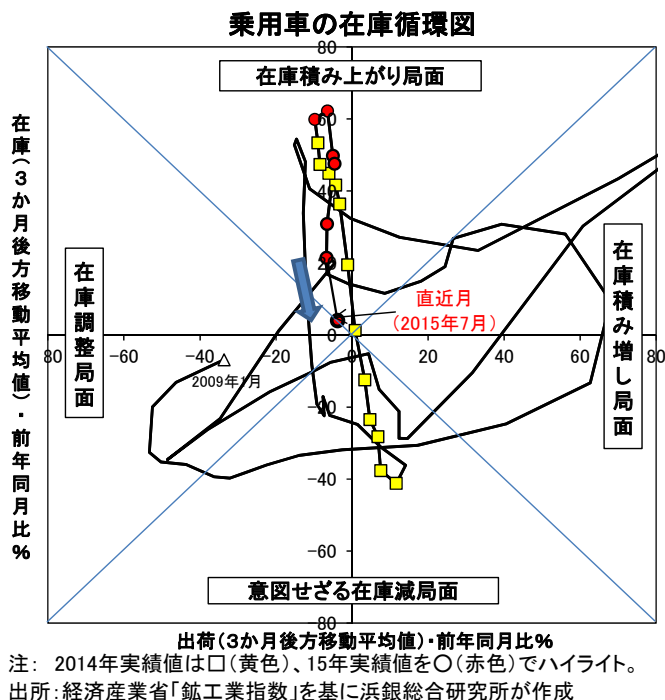 乗用車の在庫循環図
80
在庫積み上がり局面
60
40
20
在庫(3か月後方移動平均値)・前年同月比%
在庫調整局面
直近月
(2015年7月)
在庫積み増し局面
0
-80
-60
-40
-20
0
20
40
60
80
△
2009年1月
-20
-40
-60
意図せざる在庫減局面
80
出荷(3か月後方移動平均値)・前年同月比%
注: 2014年実績値は□(黄色)、15年実績値を○(赤色)でハイライト。
出所:経済産業省「鉱工業指数」を基に浜銀総合研究所が作成